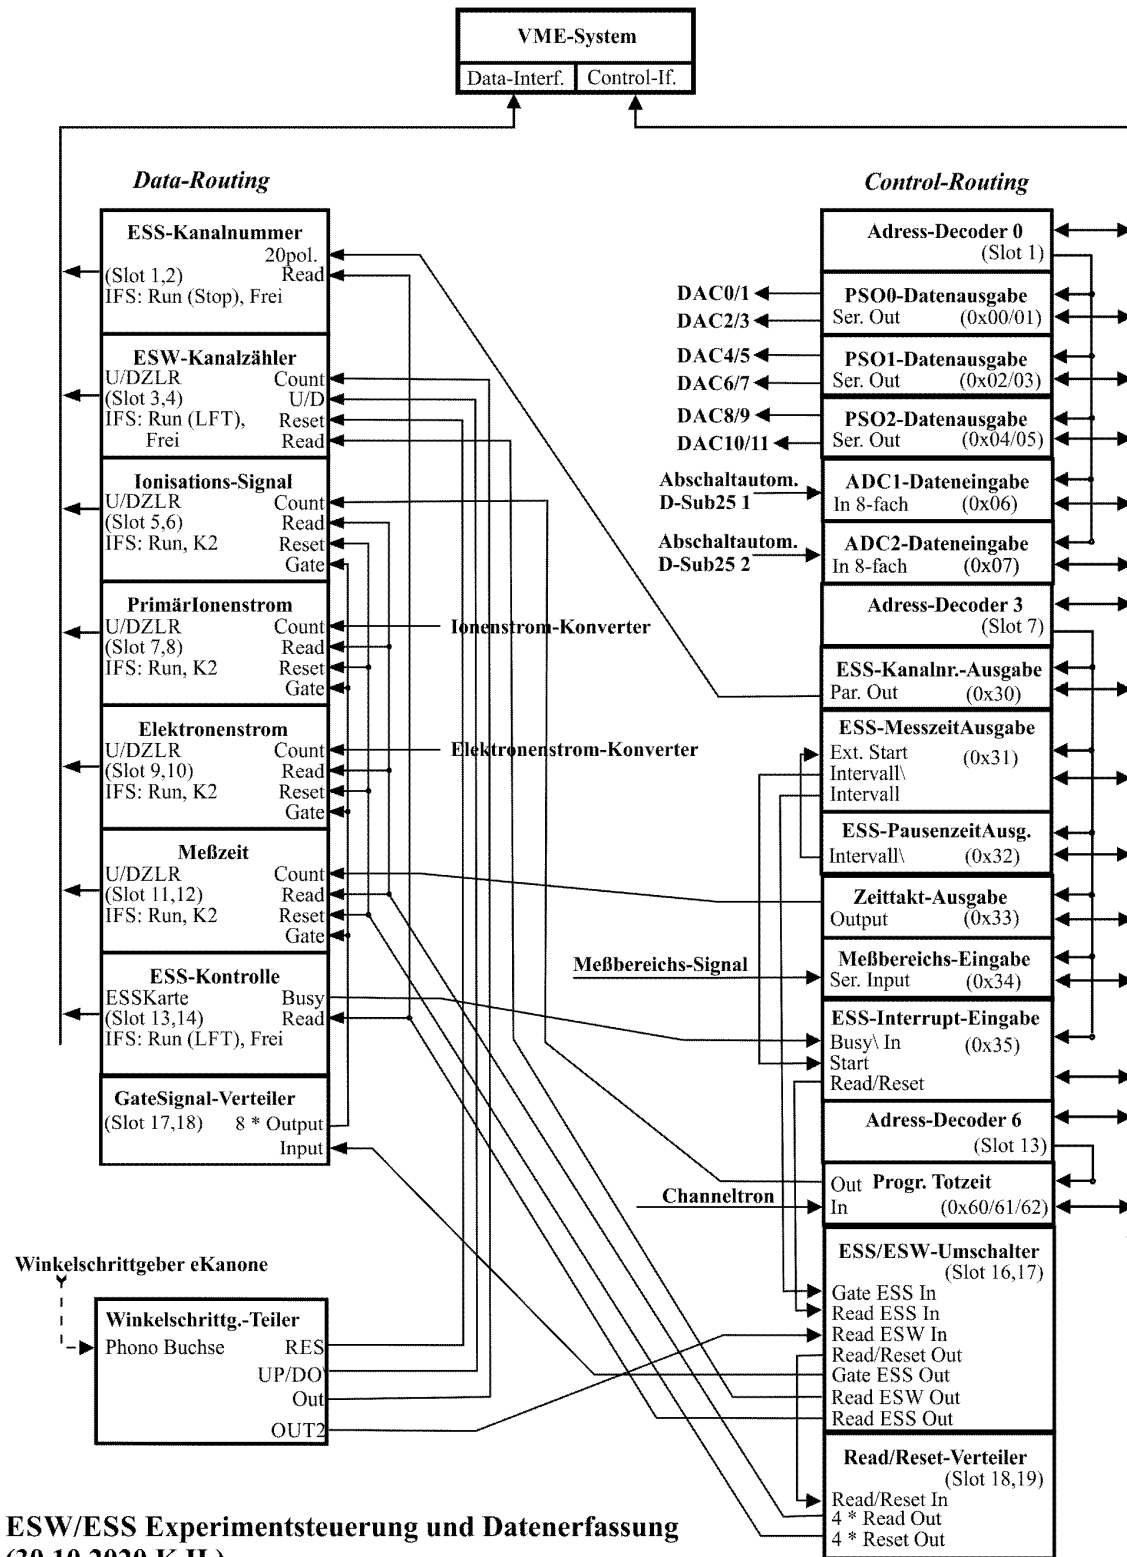 VME-System
Data-Interf. Control-If.
Data-Routing
ESS-Kanalnummer
20pol.
(Slot 1,2) Read
IFS: Run (Stop), Frei
ESW-Kanalzähler
U/DZLR Count
(Slot 3,4) U/D
IFS: Run (LFT), Reset
Frei Read
Ionisations-Signal
U/DZLR Count
(Slot 5,6) Read
IFS: Run, K2 Reset
Gate
PrimärIonenstrom
U/DZLR Count
(Slot 7,8) Read
IFS: Run, K2 Reset
Gate
Elektronenstrom
U/DZLR Count
(Slot 9,10) Read
IFS: Run, K2 Reset
Gate
Meßzeit
U/DZLR Count
(Slot 11,12) Read
IFS: Run, K2 Reset
Gate
ESS-Kontrolle
ESSKarte Busy
(Slot 13,14) Read
IFS: Run (LFT), Frei
GateSignal-Verteiler
(Slot 17,18) 8 * Output
Input
Winkelschrittgeber eKanone
Winkelschrittg.-Teiler
Phono Buchse RES
UP/DO\
Out
OUT2
DAC0/1
DAC2/3
DAC4/5
DAC6/7
DAC8/9
DAC10/11
Abschaltautom.
D-Sub25 1
Abschaltautom.
D-Sub25 2
Ionenstrom-Konverter
Elektronenstrom-Konverter
Meßbereichs-Signal
Channeltron
Control-Routing
Adress-Decoder 0
(Slot 1)
PSO0-Datenausgabe
Ser. Out (0x00/01)
PSO1-Datenausgabe
Ser. Out (0x02/03)
PSO2-Datenausgabe
Ser. Out (0x04/05)
ADC1-Dateneingabe
In 8-fach (0x06)
ADC2-Dateneingabe
In 8-fach (0x07)
Adress-Decoder 3
(Slot 7)
ESS-Kanalnr.-Ausgabe
Par. Out (0x30)
ESS-MesszeitAusgabe
Ext. Start (0x31)
Intervall\
Intervall
ESS-PausenzeitAusg.
Intervall\ (0x32)
Zeittakt-Ausgabe
Output (0x33)
Meßbereichs-Eingabe
Ser. Input (0x34)
ESS-Interrupt-Eingabe
Busy\ In (0x35)
Start
Read/Reset
Adress-Decoder 6
(Slot 13)
Out Progr. Totzeit
In (0x60/61/62)
ESS/ESW-Umschalter
(Slot 16,17)
Gate ESS In
Read ESS In
Read ESW In
Read/Reset Out
Gate ESS Out
Read ESW Out
Read ESS Out
Read/Reset-Verteiler
(Slot 18,19)
Read/Reset In
4 * Read Out
4 * Reset Out
ESW/ESS Experimentsteuerung und Datenerfassung
(30.10.2020 K.H.)